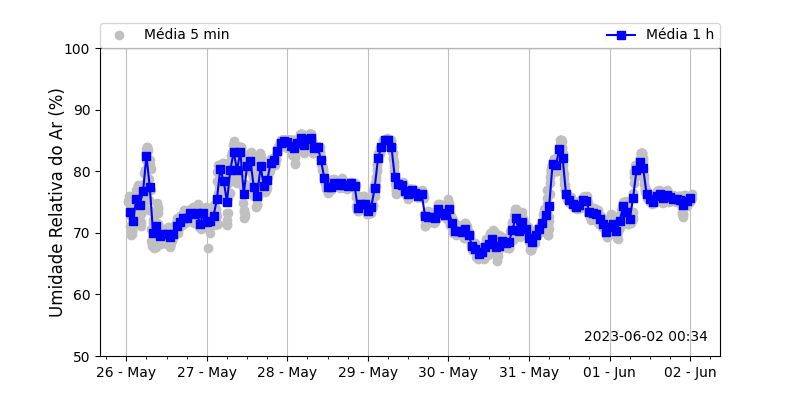 Média 5 min
Média 1 h
Umidade Relativa do Ar (%)
100
90
80
70
60
50
2023-06-02 00:34
26 - May
27 - May
28 - May
29 - May
30 - May
31 - May
01 - Jun
02 - Jun